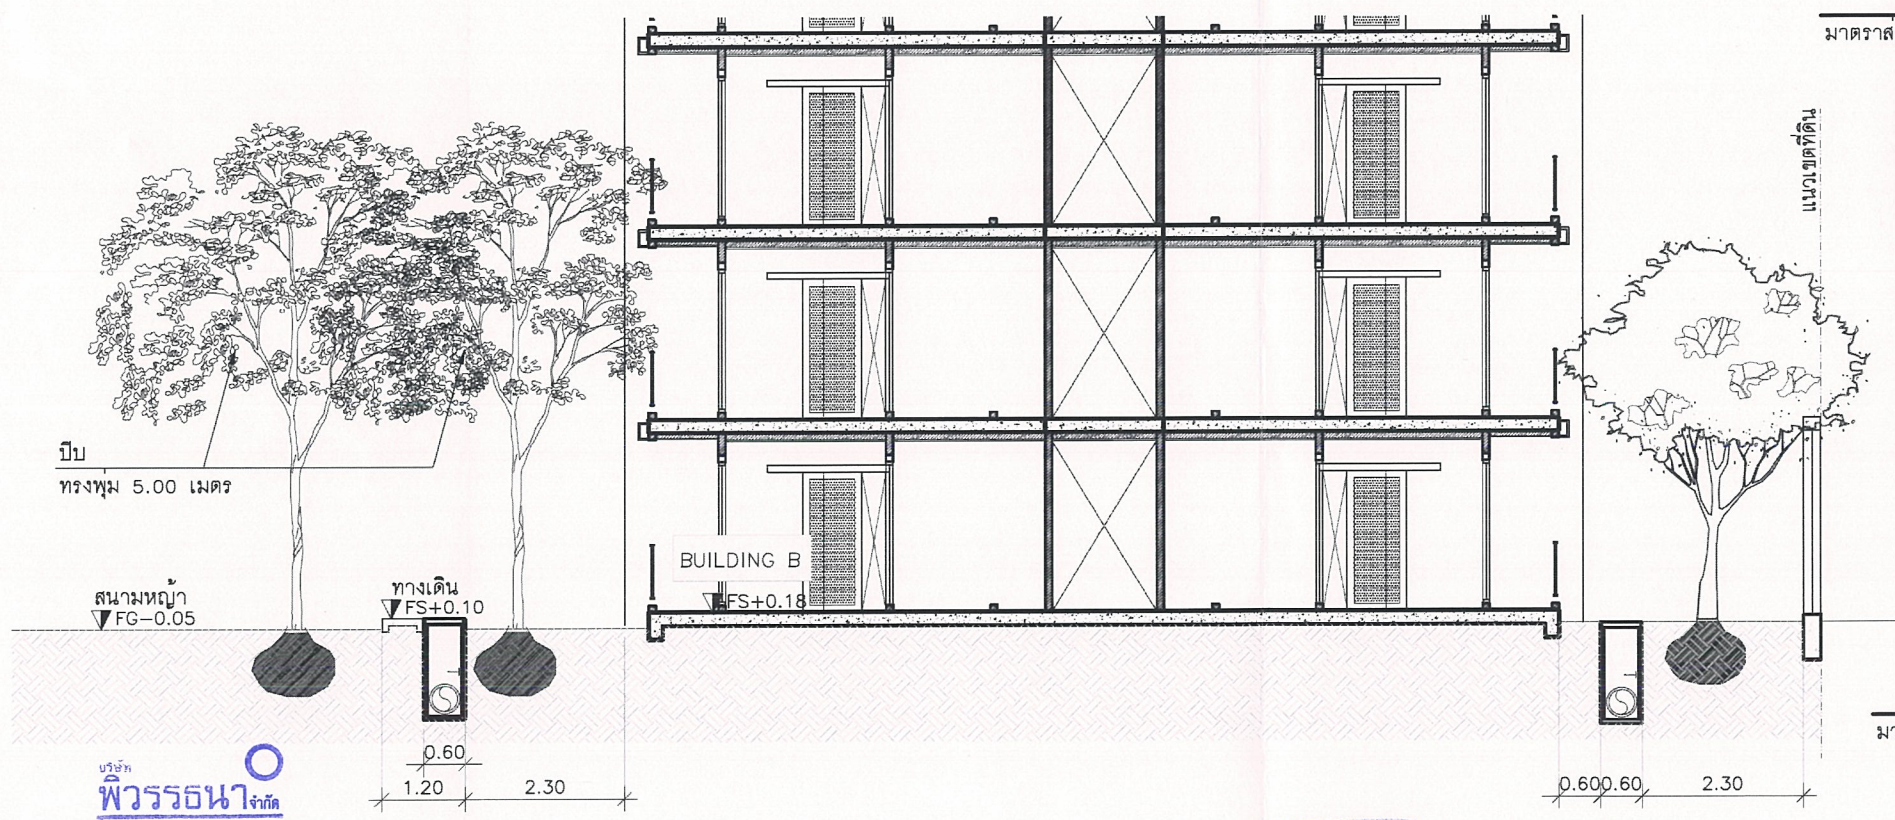 มาตราส
แนวเขตที่ดิน
ปีบ
ทรงพุ่ม 5.00 เมตร
BUILDING B
FS+0.18
สนามหญ้า
FG-0.05
ทางเดิน
FS+0.10
0.60
1.20 2.30
0.60 0.60 2.30
บริษัท
พิวรรธนา จำกัด